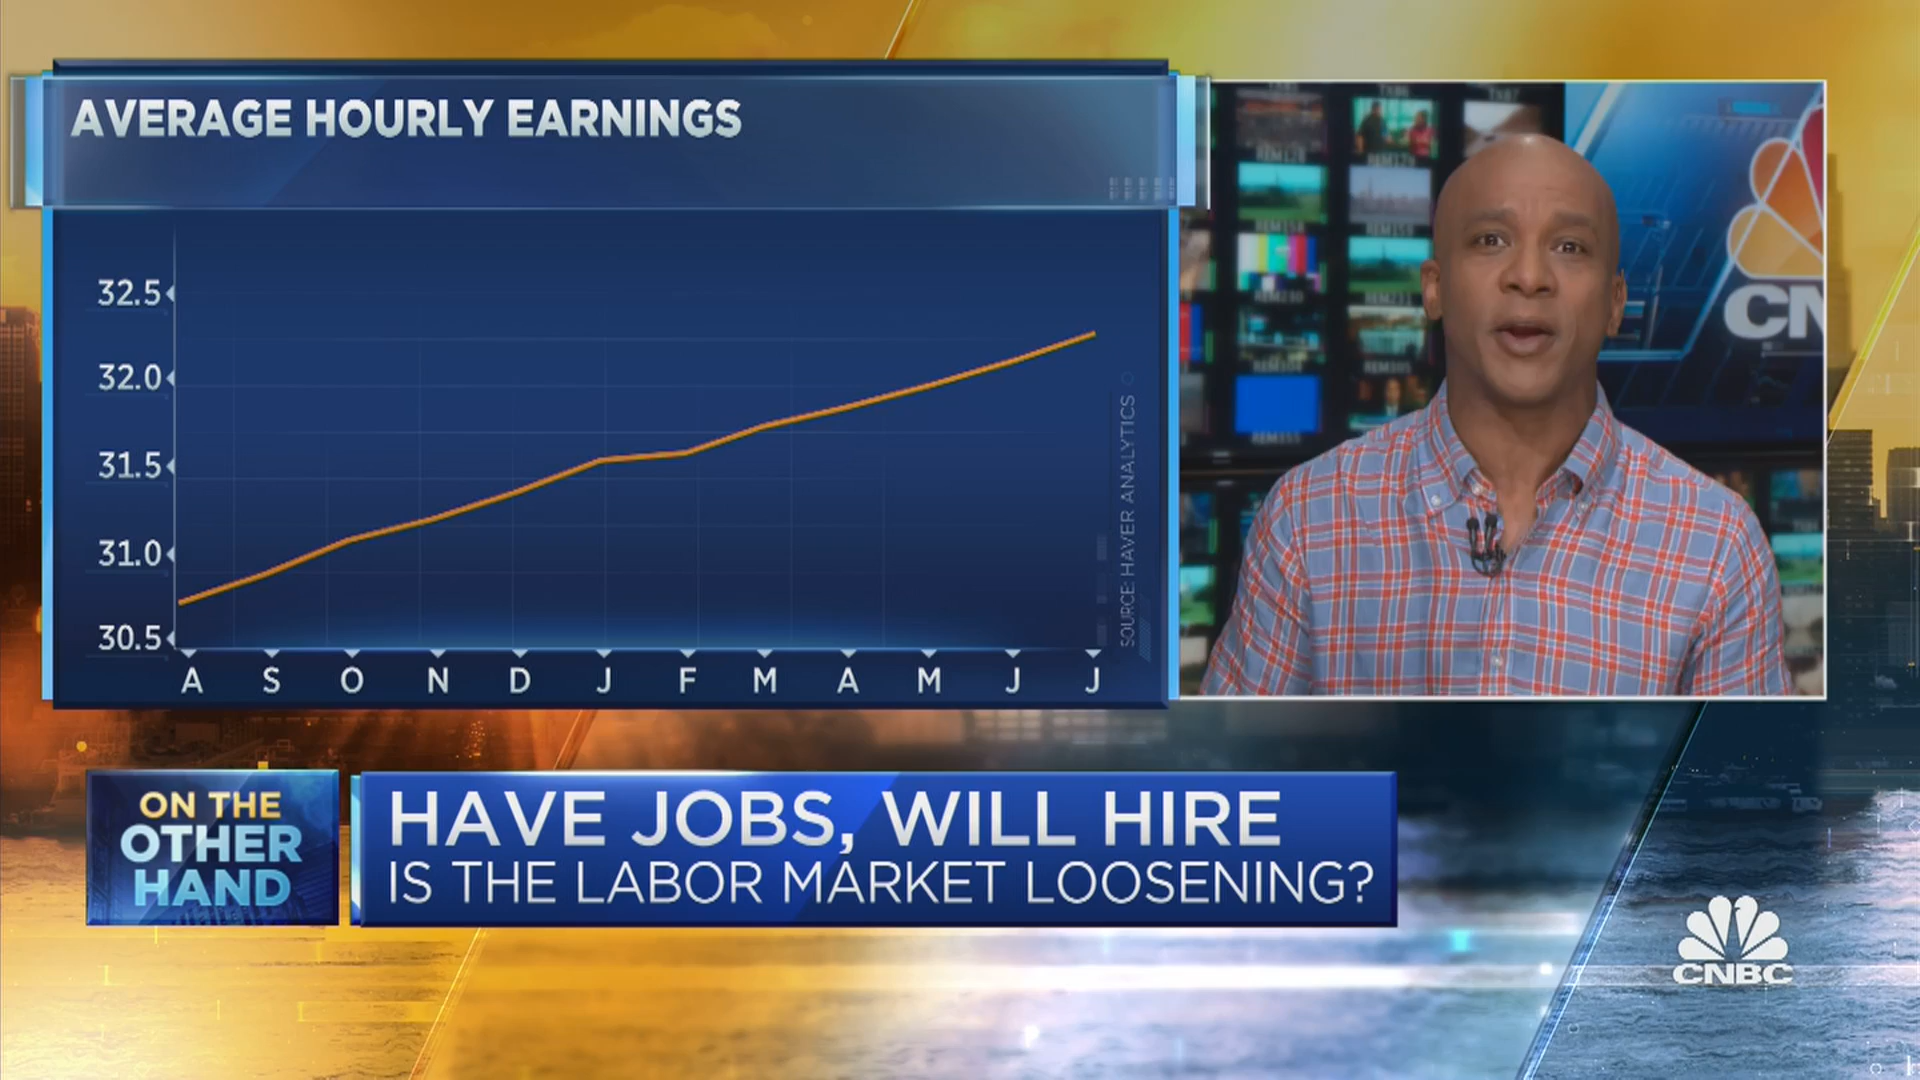 AVERAGE HOURLY EARNINGS
32.5
32.0
31.5
31.0
30.5
A S O N D J F M A M J J
SOURCE: HAVER ANALYTICS
CN
ON THE
OTHER
HAND
HAVE JOBS, WILL HIRE
IS THE LABOR MARKET LOOSENING?
CNBC